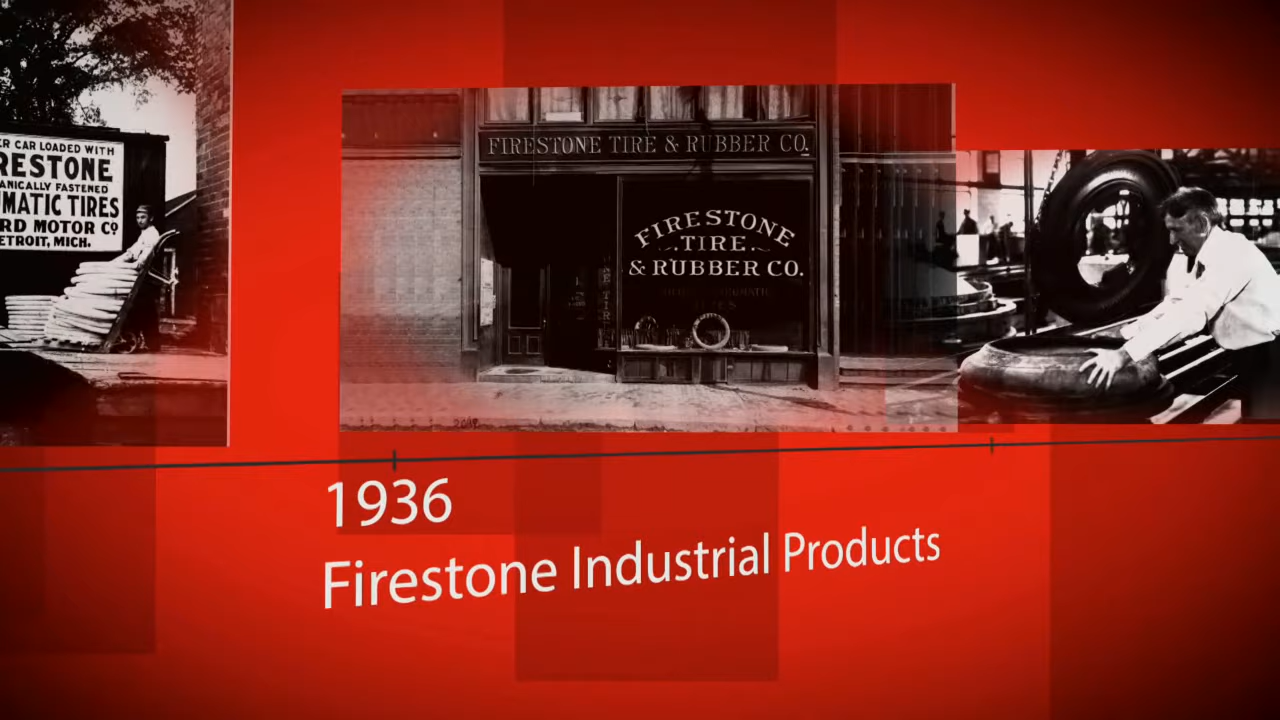 ER CAR LOADED WITH
RESTONE
ANICALLY FASTENED
MATIC TIRES
RD MOTOR CO
ETROIT, MICH.
FIRESTONE TIRE & RUBBER CO.
FIRESTONE
TIRE
& RUBBER CO.
1936
Firestone Industrial Products